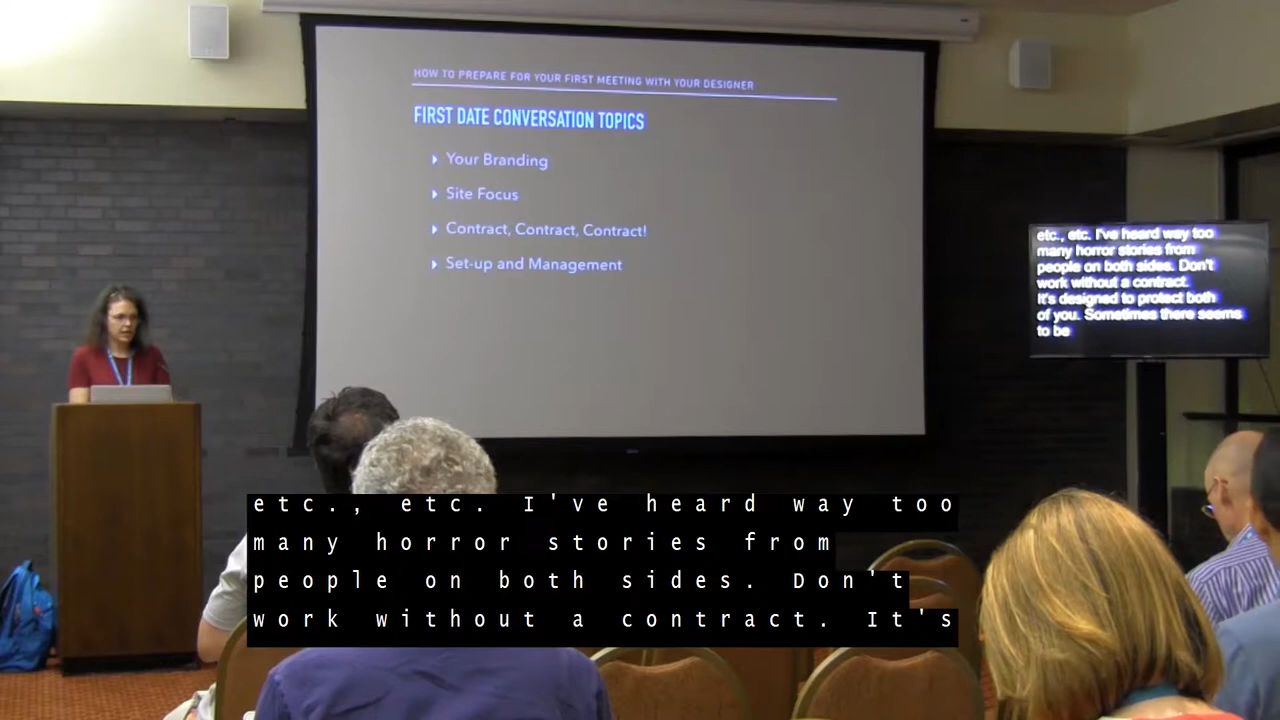 HOW TO PREPARE FOR YOUR FIRST MEETING WITH YOUR DESIGNER
FIRST DATE CONVERSATION TOPICS
Your Branding
Site Focus
Contract, Contract, Contract!
Set-up and Management
etc., etc. I've heard way too
many horror stories from
people on both sides. Don't
work without a contract.
It's designed to protect both
of you. Sometimes there seems
to be
etc., etc. I've heard way too
many horror stories from
people on both sides. Don't
work without a contract. It's